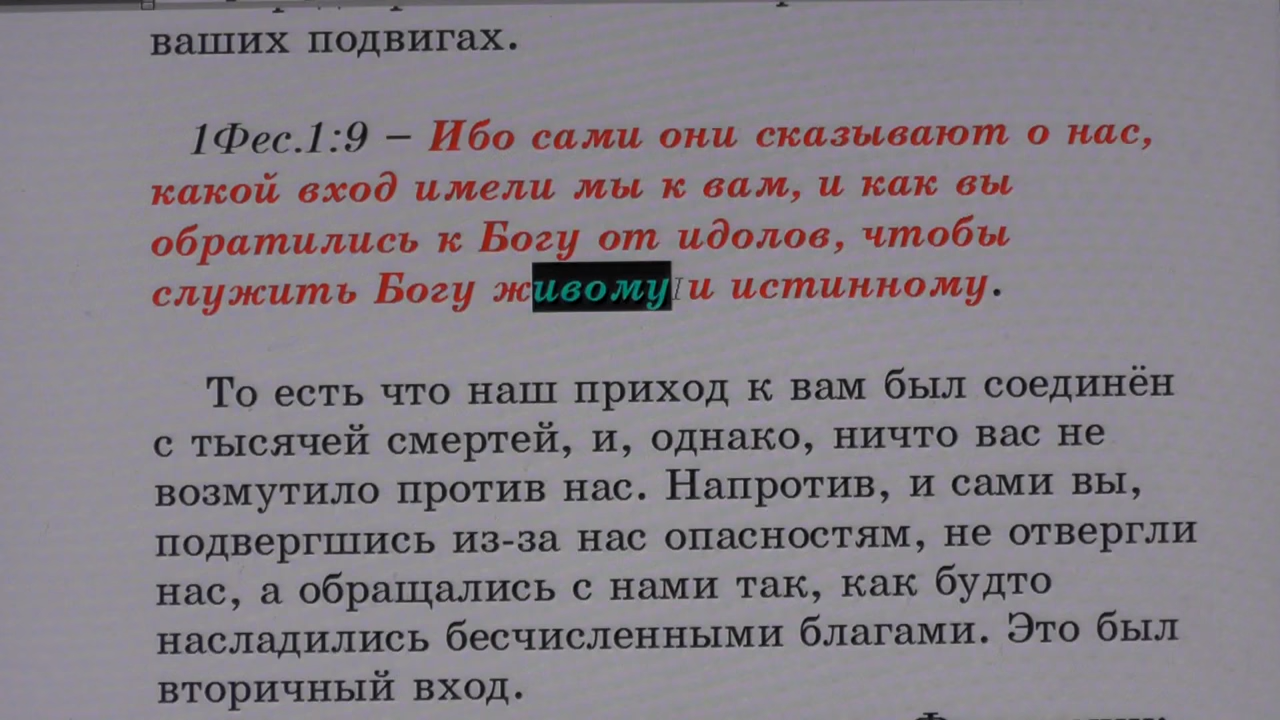 ваших подвигах.
1Фес.1:9 – Ибо сами они сказывают о нас,
какой вход имели мы к вам, и как вы
обратились к Богу от идолов, чтобы
служить Богу живому и истинному.
То есть что наш приход к вам был соединён
с тысячей смертей, и, однако, ничто вас не
возмутило против нас. Напротив, и сами вы,
подвергшись из-за нас опасностям, не отвергли
нас, а обращались с нами так, как будто
насладились бесчисленными благами. Это был
вторичный вход.